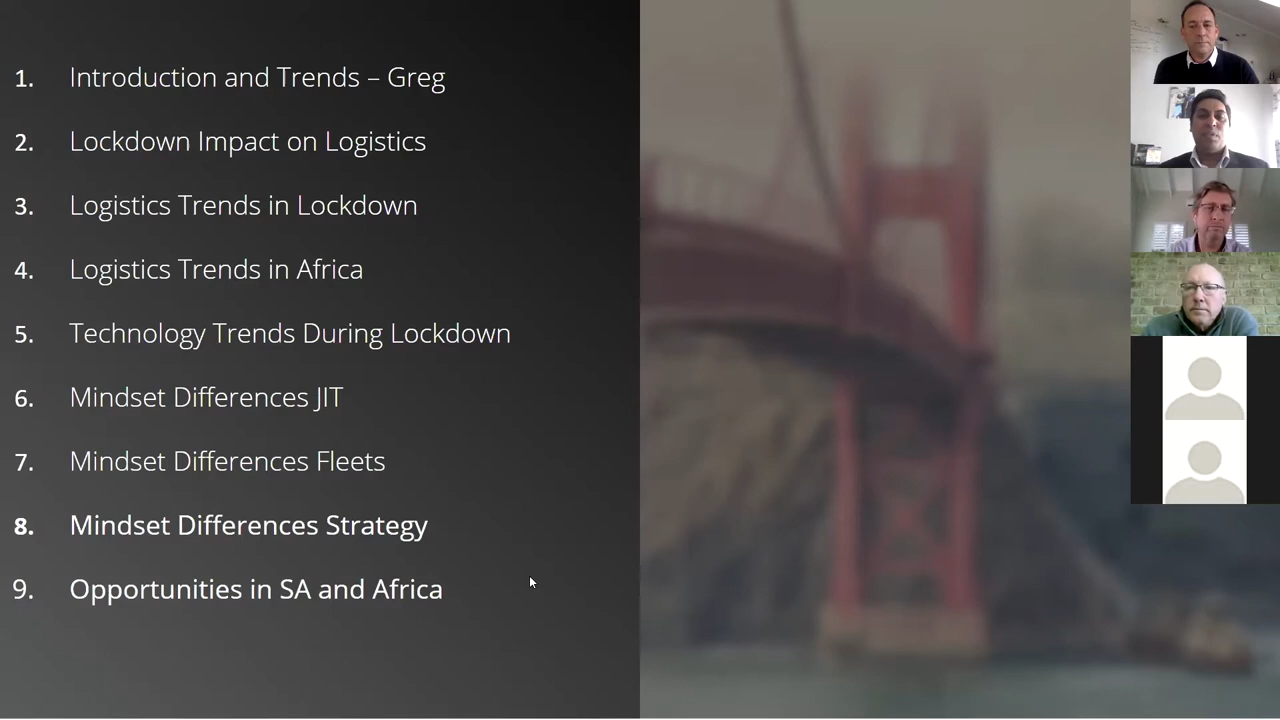 1. Introduction and Trends – Greg
2. Lockdown Impact on Logistics
3. Logistics Trends in Lockdown
4. Logistics Trends in Africa
5. Technology Trends During Lockdown
6. Mindset Differences JIT
7. Mindset Differences Fleets
8. Mindset Differences Strategy
9. Opportunities in SA and Africa